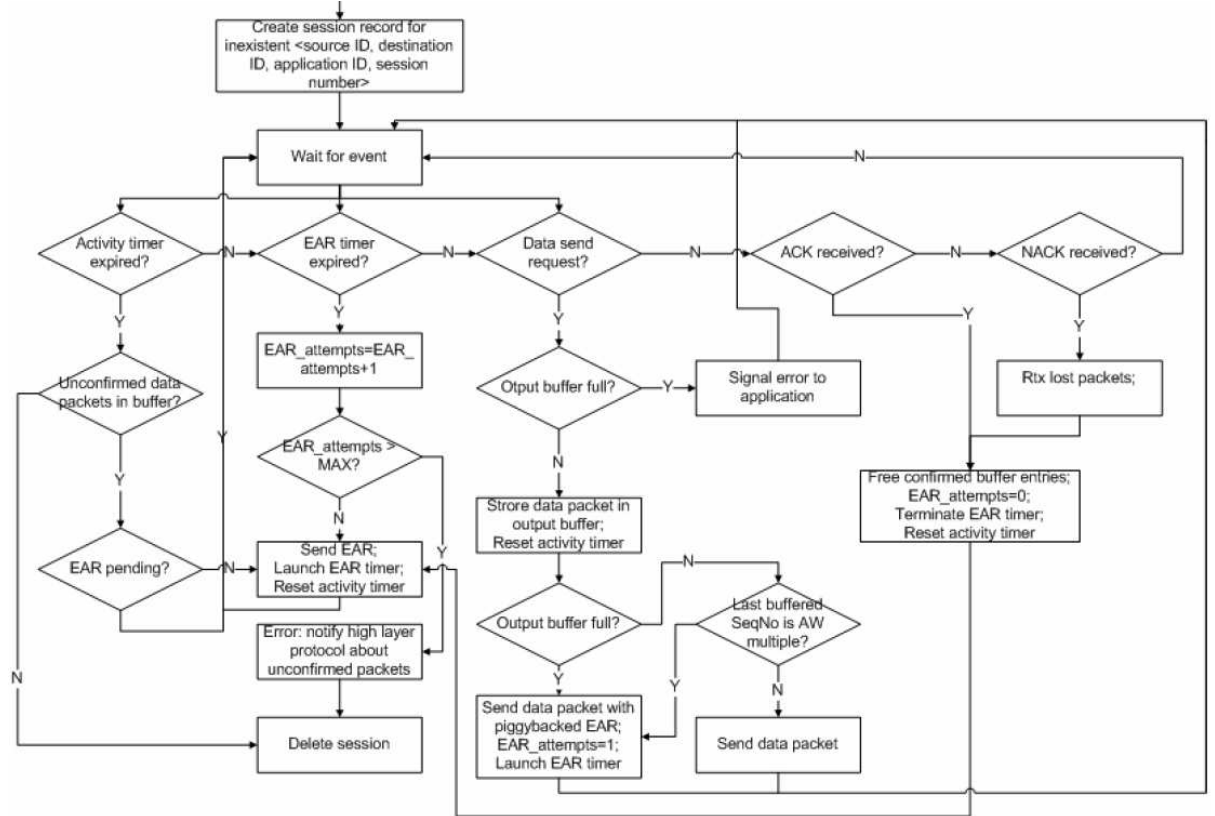 Create session record for
inexistent <source ID, destination
ID, application ID, session
number>
Wait for event
N
Activity timer
expired?
N
EAR timer
expired?
N
Data send
request?
N
ACK received?
N
NACK received?
Y
Y
Y
Y
Y
Unconfirmed data
packets in buffer?
EAR_attempts=EAR_
attempts+1
Otput buffer full?
Y
Signal error to
application
Rtx lost packets;
Y
EAR_attempts >
MAX?
Y
N
N
Free confirmed buffer entries;
EAR_attempts=0;
Terminate EAR timer;
Reset activity timer
Strore data packet in
output buffer;
Reset activity timer
EAR pending?
N
Send EAR;
Launch EAR timer;
Reset activity timer
Y
N
Output buffer full?
Last buffered
SeqNo is AW
multiple?
Error: notify high layer
protocol about
unconfirmed packets
N
Y
Y
N
Delete session
Send data packet with
piggybacked EAR;
EAR_attempts=1;
Launch EAR timer
Send data packet